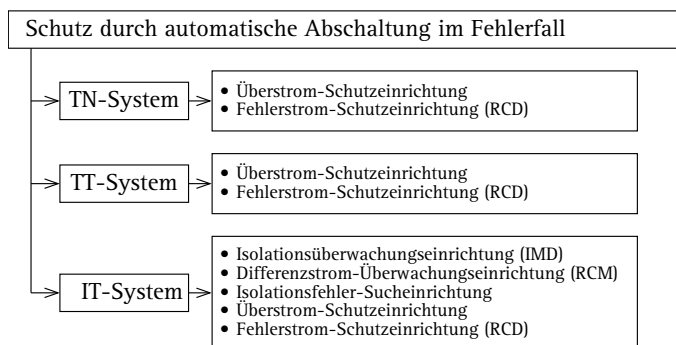 Schutz durch automatische Abschaltung im Fehlerfall
TN-System
• Überstrom-Schutzeinrichtung
• Fehlerstrom-Schutzeinrichtung (RCD)
TT-System
• Überstrom-Schutzeinrichtung
• Fehlerstrom-Schutzeinrichtung (RCD)
IT-System
• Isolationsüberwachungseinrichtung (IMD)
• Differenzstrom-Überwachungseinrichtung (RCM)
• Isolationsfehler-Sucheinrichtung
• Überstrom-Schutzeinrichtung
• Fehlerstrom-Schutzeinrichtung (RCD)